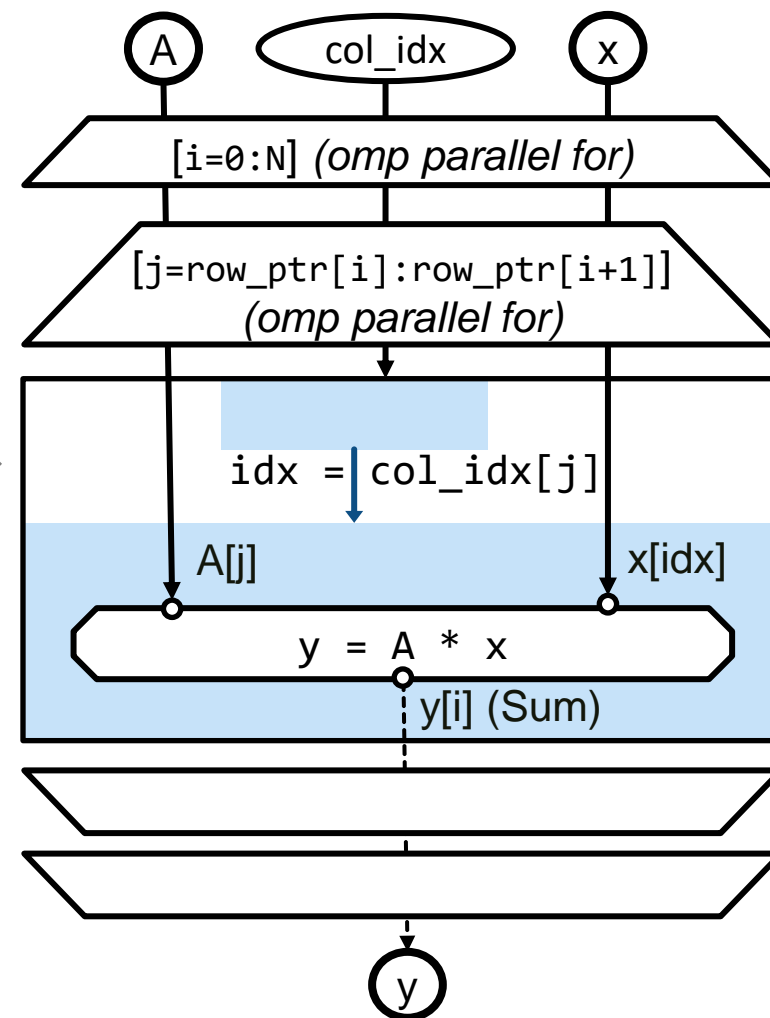 A
col_idx
x
[i=0:N] (omp parallel for)
[j=row_ptr[i]:row_ptr[i+1]]
(omp parallel for)
idx = col_idx[j]
A[j]
x[idx]
y = A * x
y[i] (Sum)
y